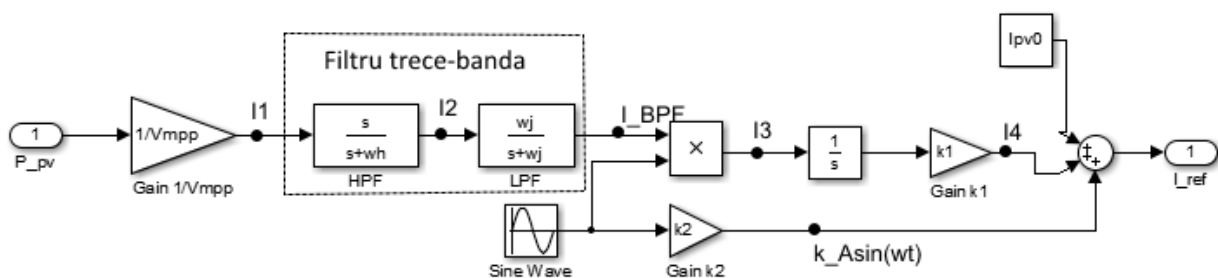 Filtru trece-banda
Ipv0
1
P_pv
1/Vmpp
Gain 1/Vmpp
I1
s
s+wh
HPF
I2
wj
s+wj
LPF
I_BPF
×
I3
1
s
k1
Gain k1
I4
+
+
+
1
I_ref
Sine Wave
k2
Gain k2
k_Asin(wt)